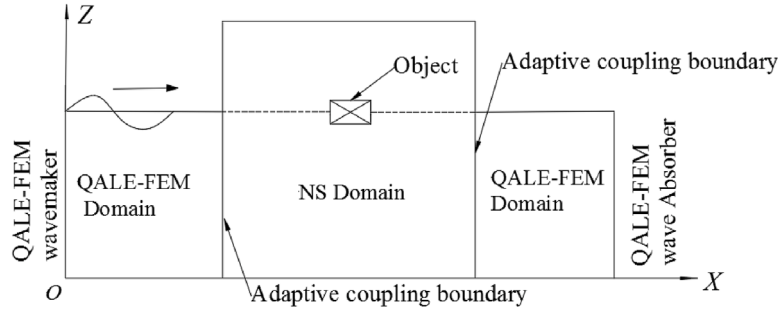 Z
Object
Adaptive coupling boundary
QALE-FEM
wavemaker
QALE-FEM
Domain
NS Domain
QALE-FEM
Domain
QALE-FEM
wave Absorber
O
Adaptive coupling boundary
X